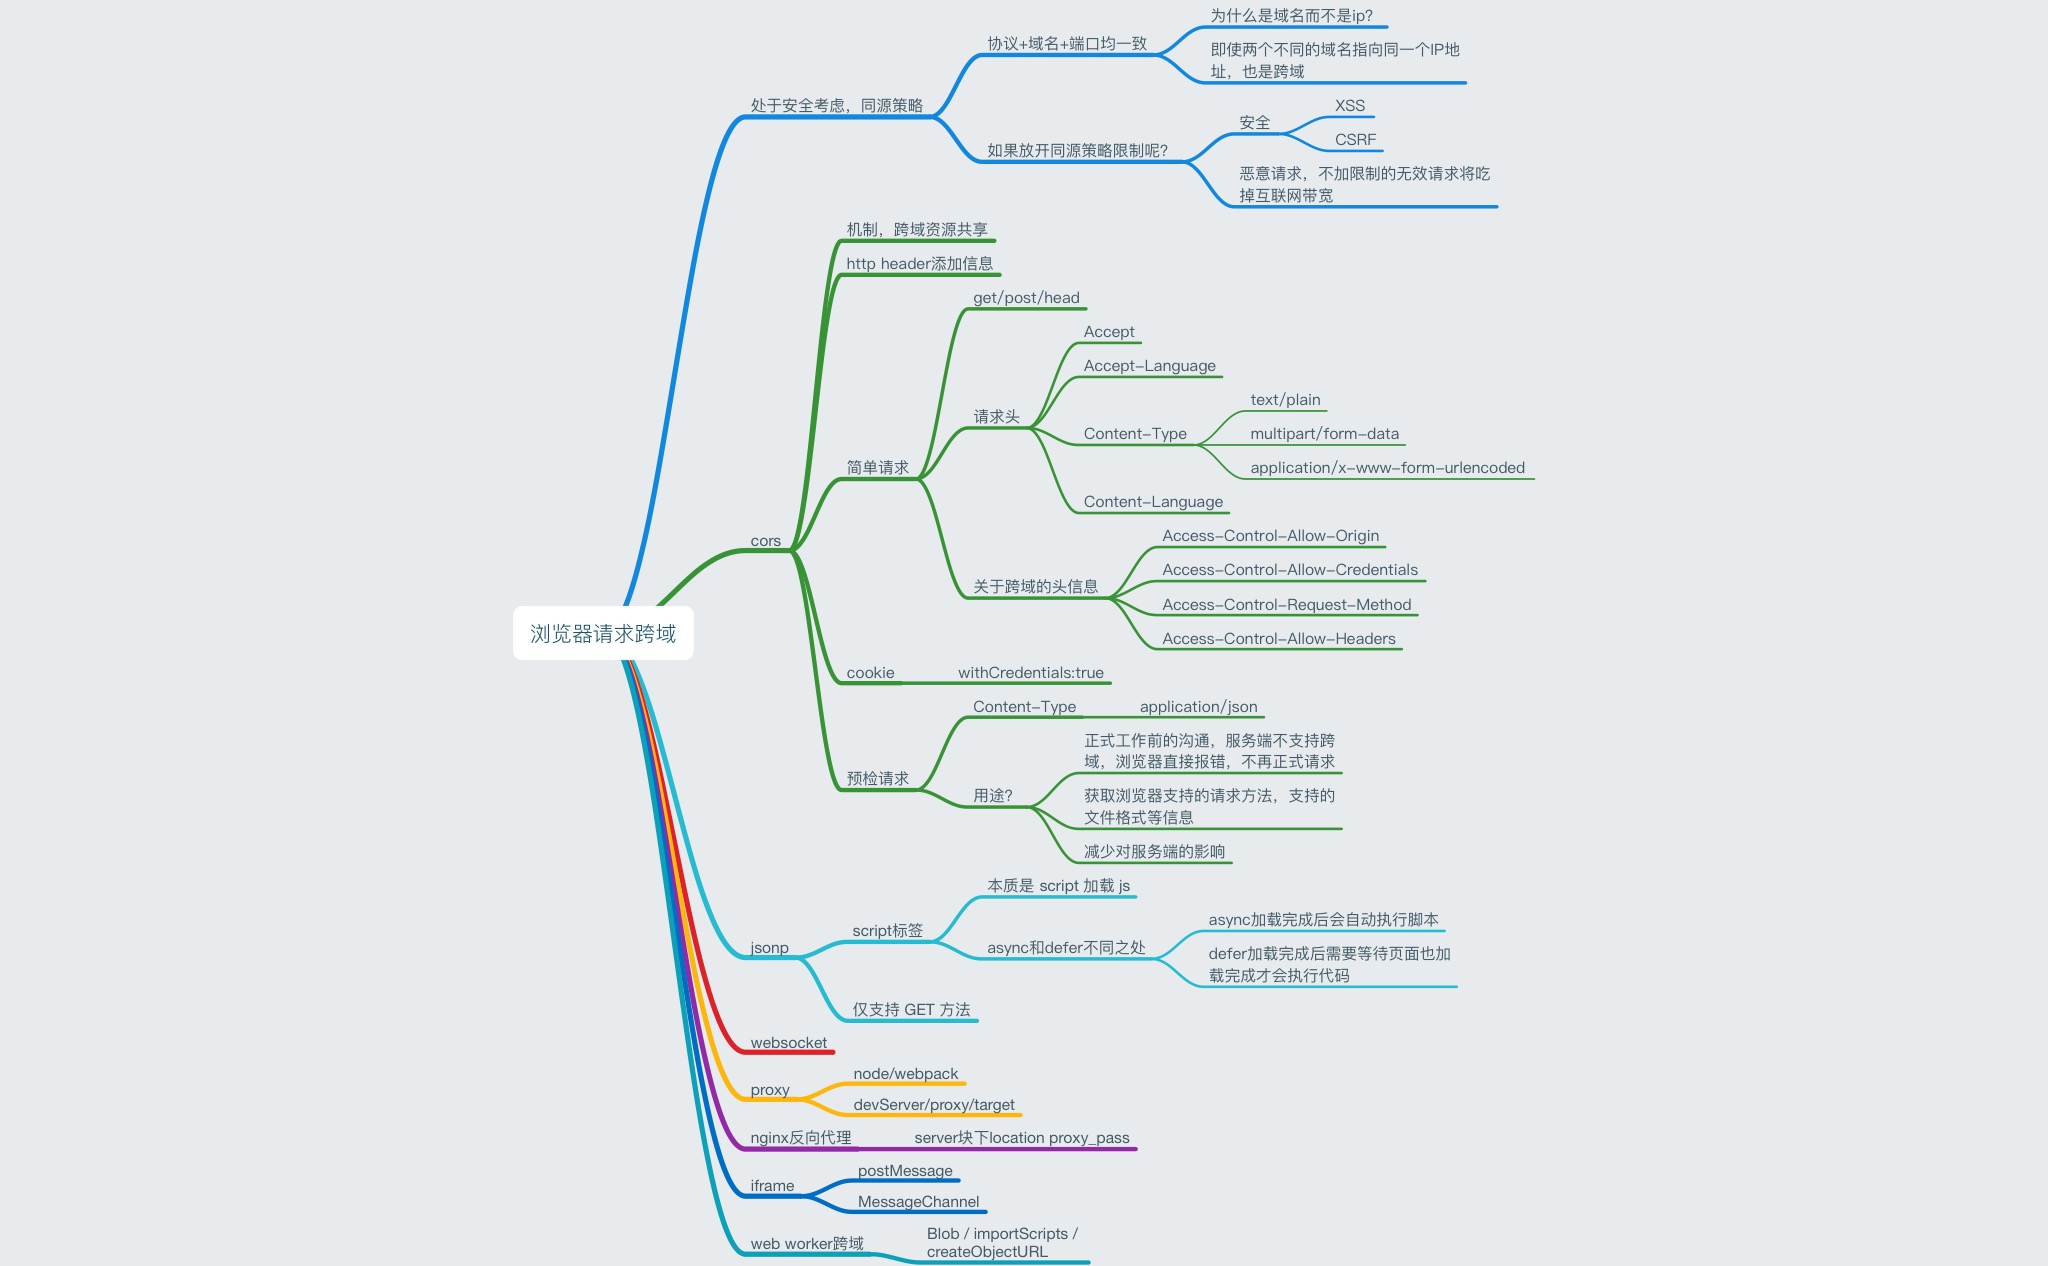 为什么是域名而不是ip?
协议+域名+端口均一致
即使两个不同的域名指向同一个IP地
址，也是跨域
处于安全考虑，同源策略
XSS
安全
CSRF
如果放开同源策略限制呢?
恶意请求，不加限制的无效请求将吃
掉互联网带宽
机制，跨域资源共享
http header添加信息
get/post/head
Accept
Accept-Language
请求头
text/plain
Content-Type
multipart/form-data
application/x-www-form-urlencoded
简单请求
Content-Language
cors
Access-Control-Allow-Origin
Access-Control-Allow-Credentials
关于跨域的头信息
Access-Control-Request-Method
Access-Control-Allow-Headers
浏览器请求跨域
cookie
withCredentials:true
Content-Type
application/json
正式工作前的沟通，服务端不支持跨
域，浏览器直接报错，不再正式请求
预检请求
用途?
获取浏览器支持的请求方法，支持的
文件格式等信息
减少对服务端的影响
本质是 script 加载 js
script标签
async加载完成后会自动执行脚本
async和defer不同之处
defer加载完成后需要等待页面也加
载完成才会执行代码
jsonp
仅支持 GET 方法
websocket
node/webpack
proxy
devServer/proxy/target
nginx反向代理
server块下location proxy_pass
postMessage
iframe
MessageChannel
web worker跨域
Blob / importScripts /
createObjectURL